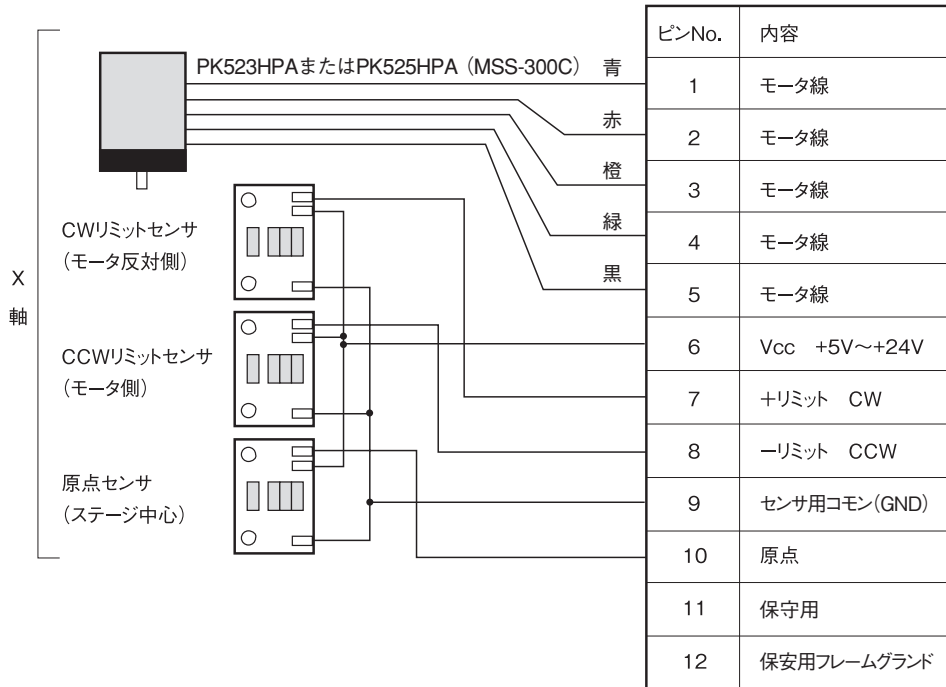 PK523HPAまたはPK525HPA（MSS-300C）
青
赤
橙
緑
黒
X
軸
CWリミットセンサ
（モータ反対側）
CCWリミットセンサ
（モータ側）
原点センサ
（ステージ中心）
ピンNo. 内容
1 モータ線
2 モータ線
3 モータ線
4 モータ線
5 モータ線
6 Vcc +5V～+24V
7 ＋リミット CW
8 ーリミット CCW
9 センサ用コモン（GND）
10 原点
11 保守用
12 保安用フレームグランド